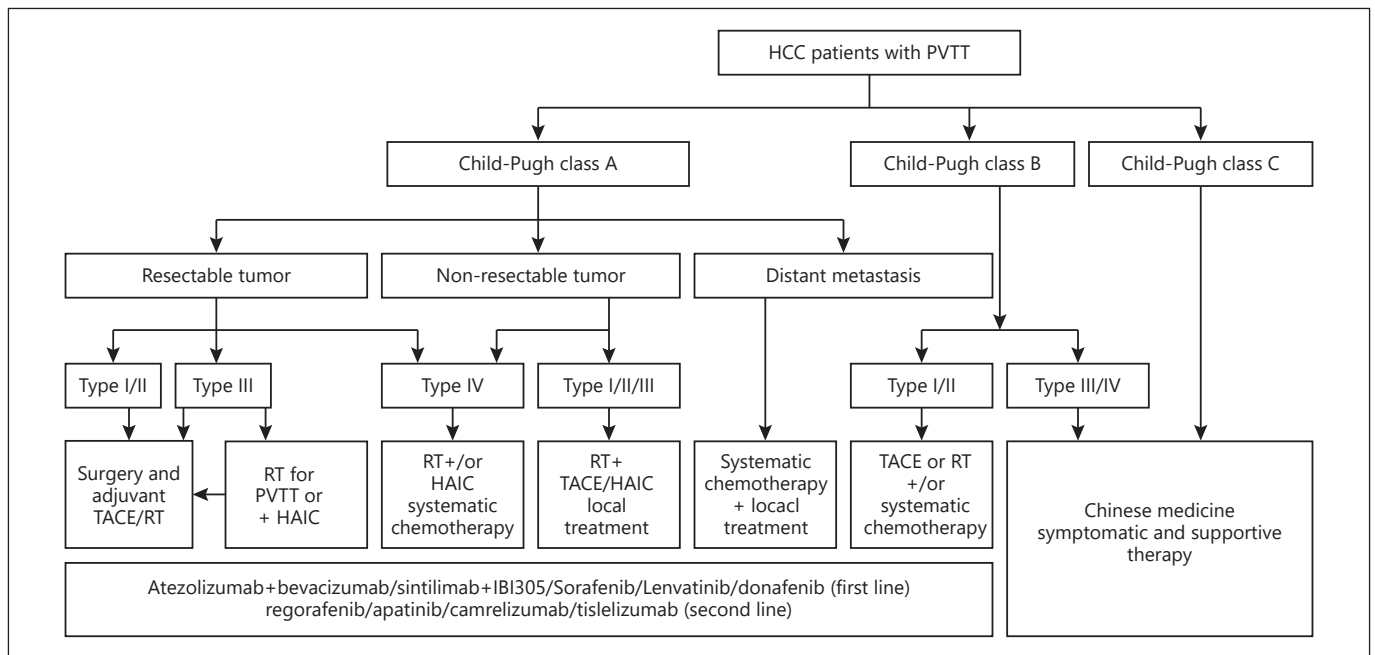 HCC patients with PVTT
Child-Pugh class A
Child-Pugh class B
Child-Pugh class C
Resectable tumor
Non-resectable tumor
Distant metastasis
Type I/II
Type III
Type IV
Type I/II/III
Type I/II
Type III/IV
Surgery and
adjuvant
TACE/RT
RT for
PVTT or
+ HAIC
RT+/or
HAIC
systematic
chemotherapy
RT+
TACE/HAIC
local
treatment
Systematic
chemotherapy
+ locacl
treatment
TACE or RT
+/or
systematic
chemotherapy
Chinese medicine
symptomatic and supportive
therapy
Atezolizumab+bevacizumab/sintilimab+IBI305/Sorafenib/Lenvatinib/donafenib (first line)
regorafenib/apatinib/camrelizumab/tislelizumab (second line)